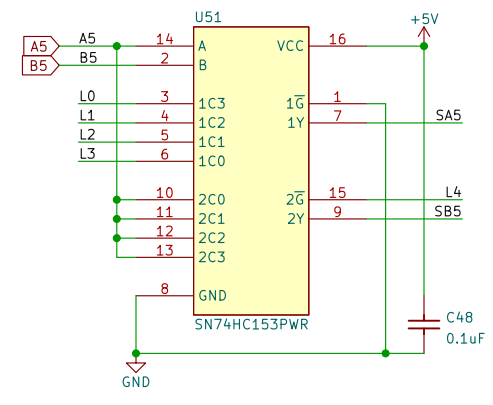 U51
+5V
A5 A5 14 A VCC 16
B5 B5 2 B
L0 3 1C3 1G 1
L1 4 1C2 1Y 7 SA5
L2 5 1C1
L3 6 1C0
10 2C0 2G 15 L4
11 2C1 2Y 9 SB5
12 2C2
13 2C3
8 GND
SN74HC153PWR
C48
0.1uF
GND